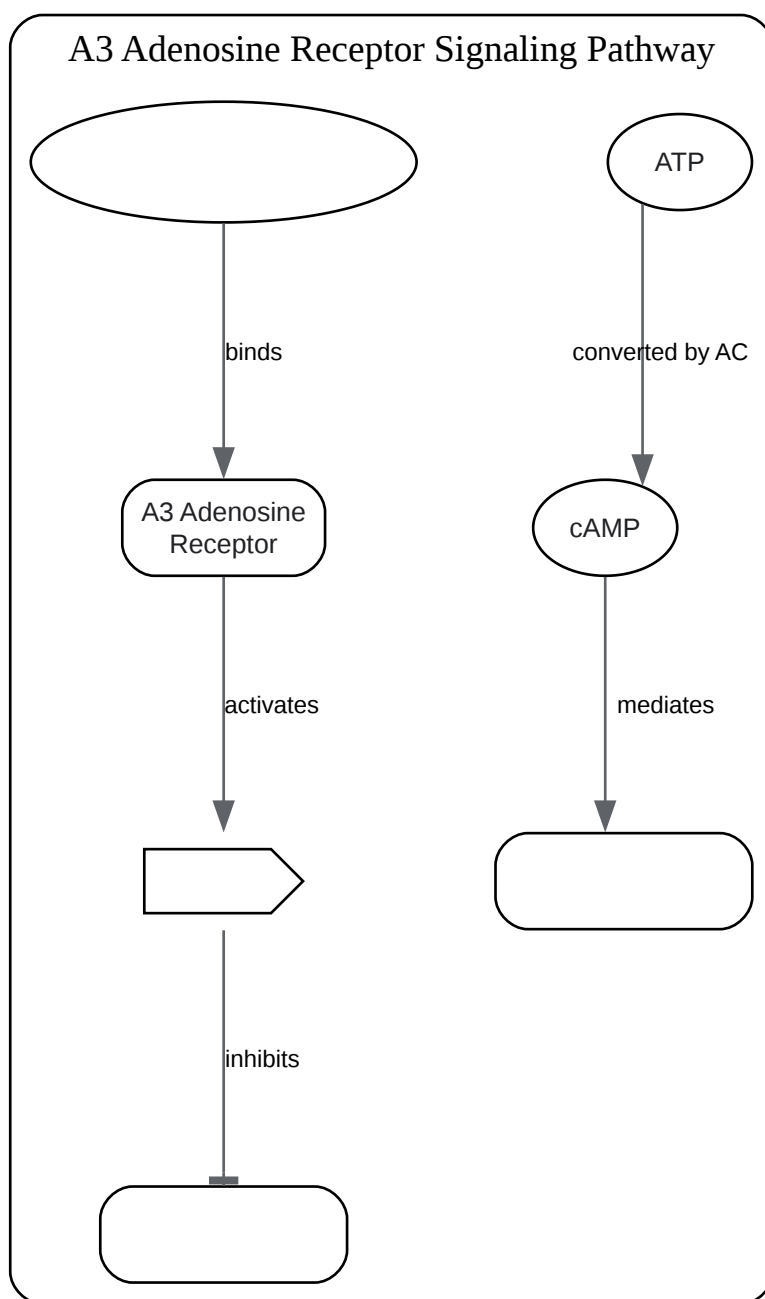 A3 Adenosine Receptor Signaling Pathway
ATP
binds
converted by AC
A3 Adenosine
Receptor
cAMP
activates
mediates
inhibits